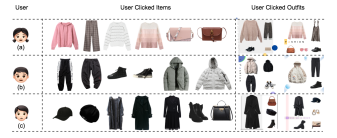 User
User Clicked Items
User Clicked Outfits
(a)
(b)
(c)